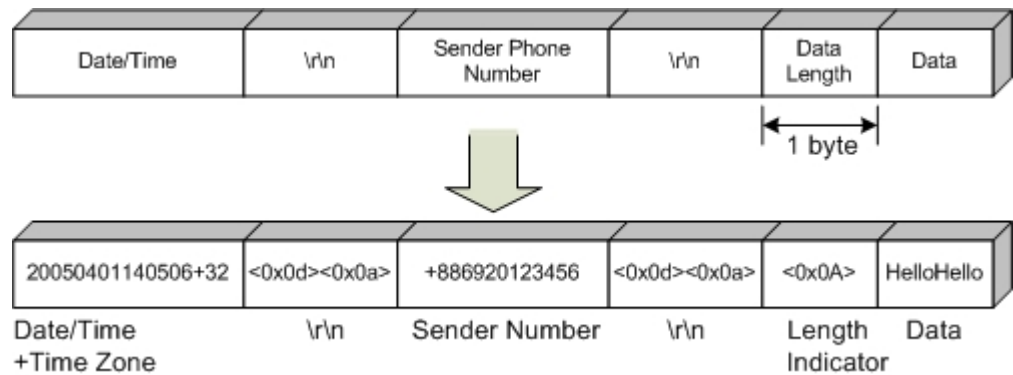 Date/Time \r\n Sender Phone Number \r\n Data Length Data
1 byte
20050401140506+32 <0x0d><0x0a> +886920123456 <0x0d><0x0a> <0x0A> HelloHello
Date/Time +Time Zone \r\n Sender Number \r\n Length Indicator Data